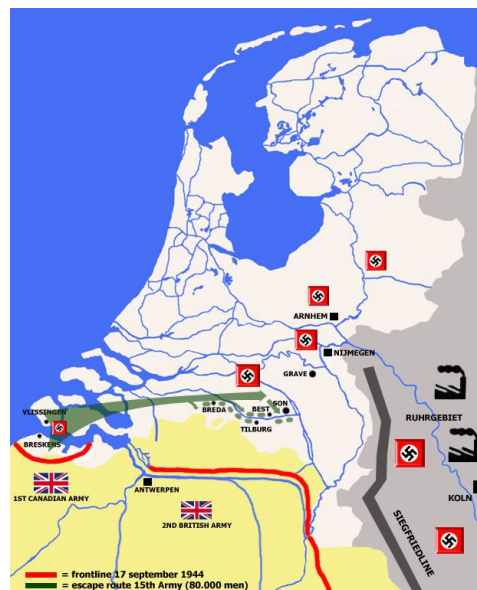 ARNHEM
NIJMEGEN
GRAVE
SON
BEST
BREDA
TILBURG
VLISSINGEN
BRESKENS
RUHRGEBIET
KOLN
SIEGFRIEDLINE
ANTWERPEN
1ST CANADIAN ARMY
2ND BRITISH ARMY
= frontline 17 september 1944
= escape route 15th Army (80.000 men)